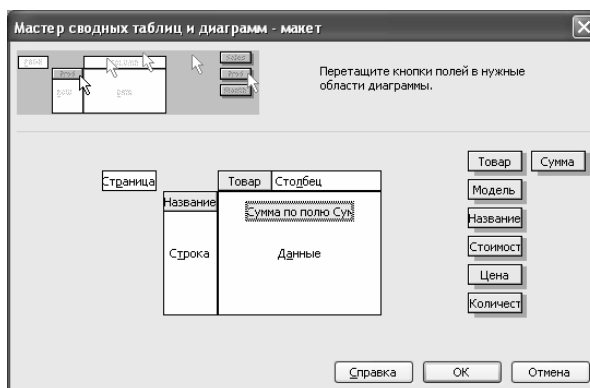 Мастер сводных таблиц и диаграмм - макет
Перетащите кнопки полей в нужные
области диаграммы.
Страница
Товар
Столбец
Название
Сумма по полю Сум
Строка
Данные
Товар
Сумма
Модель
Название
Стоимост
Цена
Количест
Справка
ОК
Отмена